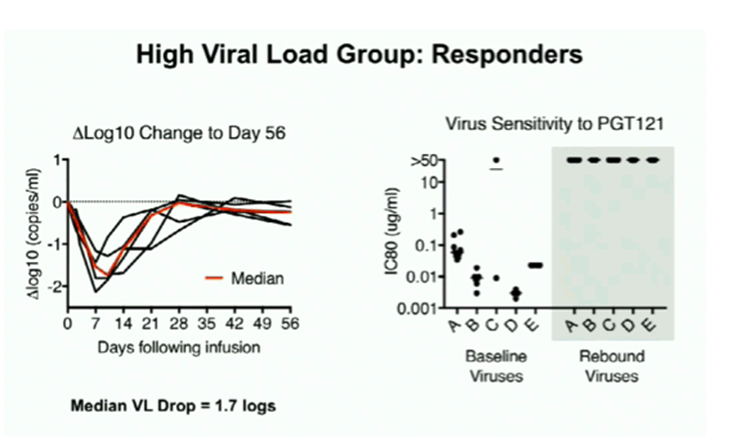 High Viral Load Group: Responders
ΔLog10 Change to Day 56
Δlog10 (copies/ml)
1
0
-1
-2
Median
0 7 14 21 28 35 42 49 56
Days following infusion
Median VL Drop = 1.7 logs
Virus Sensitivity to PGT121
IC80 (ug/ml)
>50
10
1
0.1
0.01
0.001
A B C D E A B C D E
Baseline Rebound
Viruses Viruses